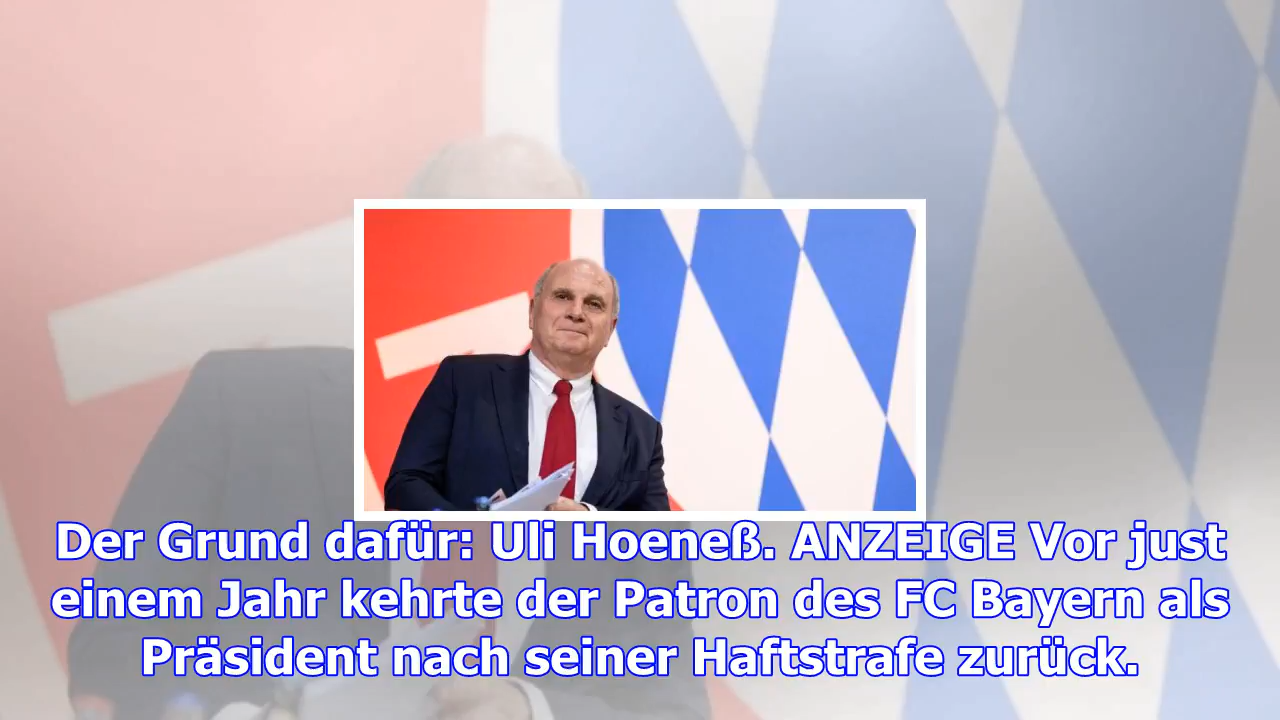 Der Grund dafür: Uli Hoeneß. ANZEIGE Vor just
einem Jahr kehrte der Patron des FC Bayern als
Präsident nach seiner Haftstrafe zurück.